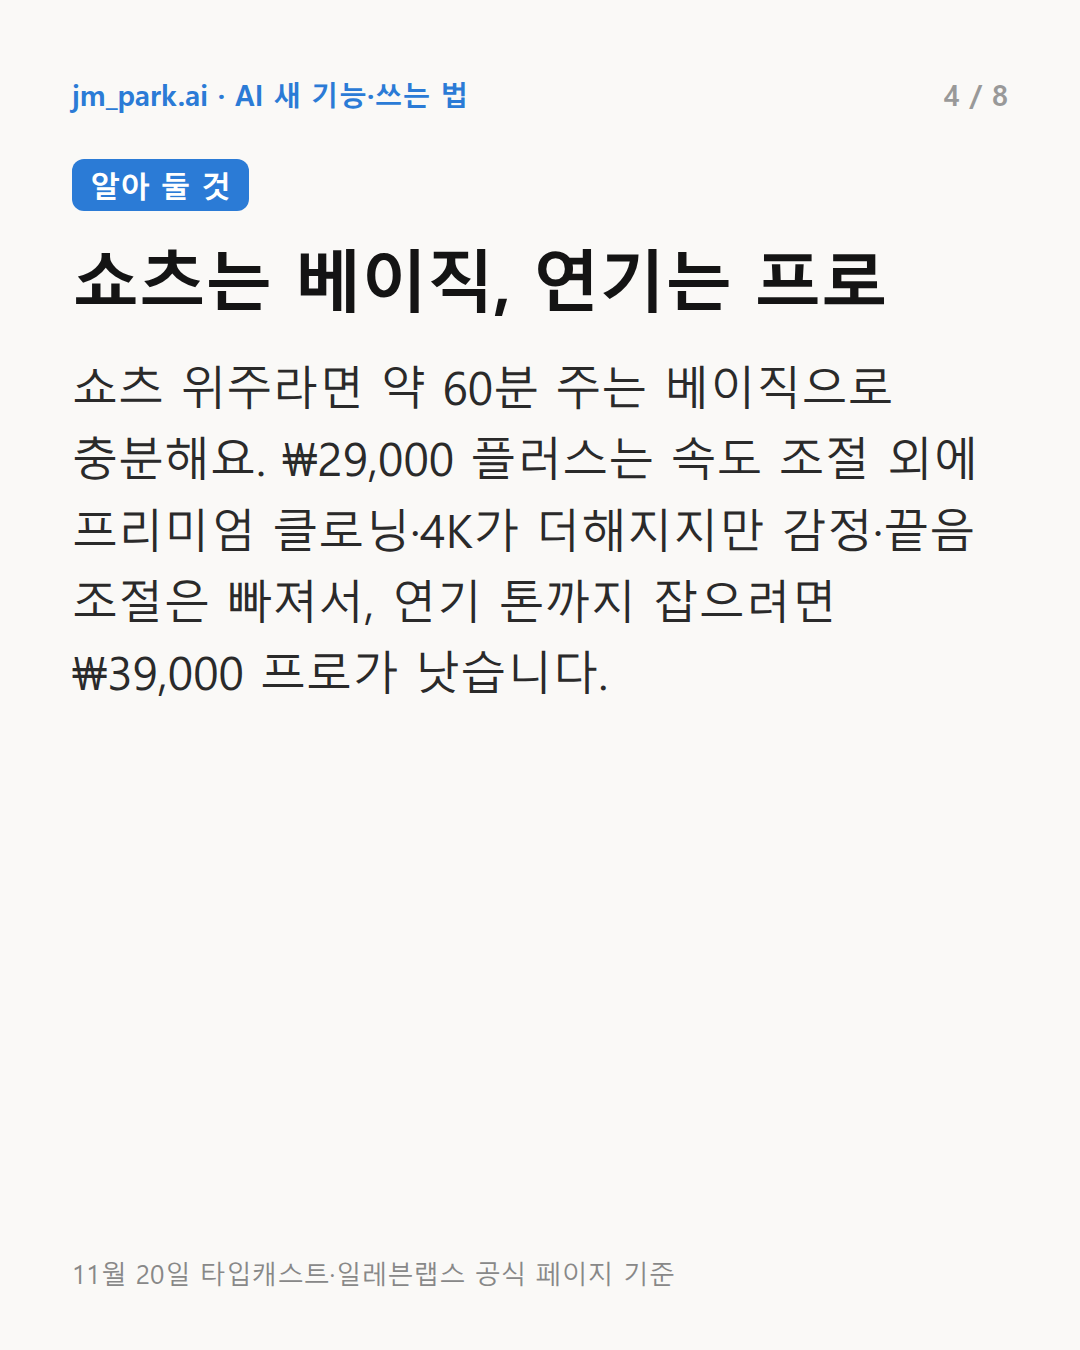 jm_park.ai · AI 새 기능·쓰는 법
4 / 8
알아 둘 것
쇼츠는 베이직, 연기는 프로
쇼츠 위주라면 약 60분 주는 베이직으로
충분해요. ₩29,000 플러스는 속도 조절 외에
프리미엄 클로닝·4K가 더해지지만 감정·끝음
조절은 빠져서, 연기 톤까지 잡으려면
₩39,000 프로가 낫습니다.
11월 20일 타입캐스트·일레븐랩스 공식 페이지 기준